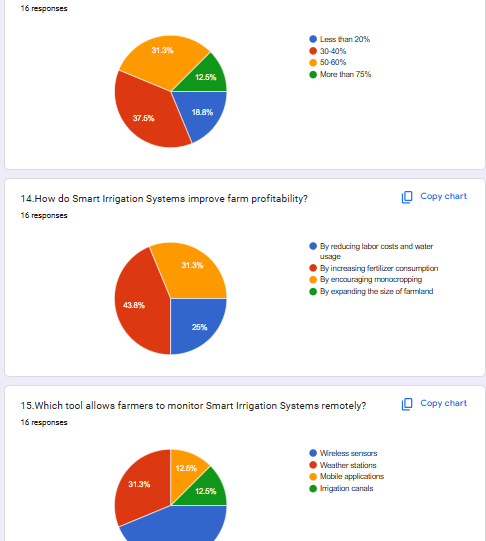 16 responses
31.3%
12.5%
37.5%
18.8%
Less than 20%
30-40%
50-60%
More than 75%
14.How do Smart Irrigation Systems improve farm profitability?
Copy chart
16 responses
31.3%
43.8%
25%
By reducing labor costs and water
usage
By increasing fertilizer consumption
By encouraging monocropping
By expanding the size of farmland
15.Which tool allows farmers to monitor Smart Irrigation Systems remotely?
Copy chart
16 responses
12.5%
31.3%
12.5%
Wireless sensors
Weather stations
Mobile applications
Irrigation canals